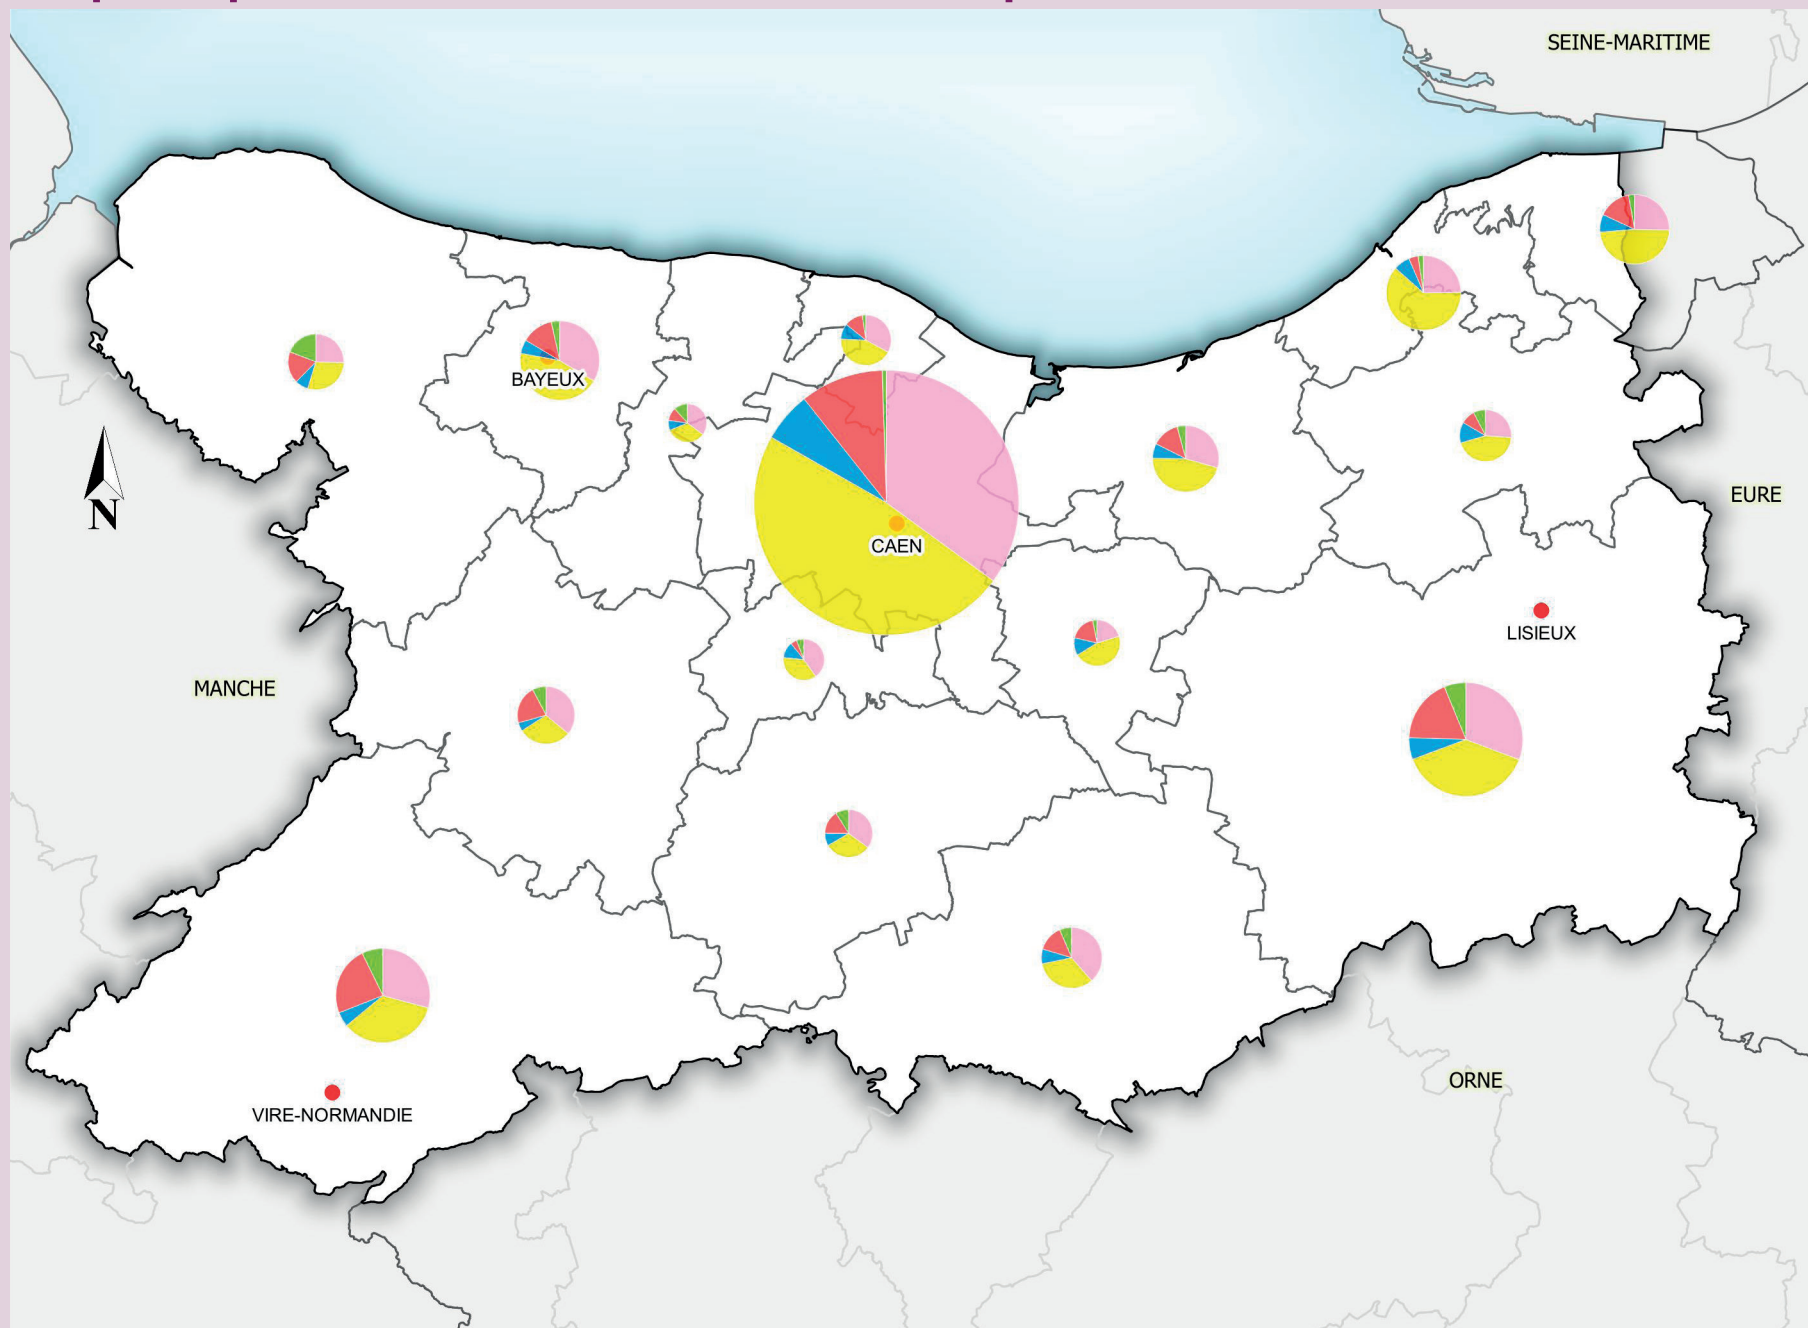 SEINE-MARITIME
BAYEUX
EURE
N
CAEN
LISIEUX
MANCHE
ORNE
VIRE-NORMANDIE